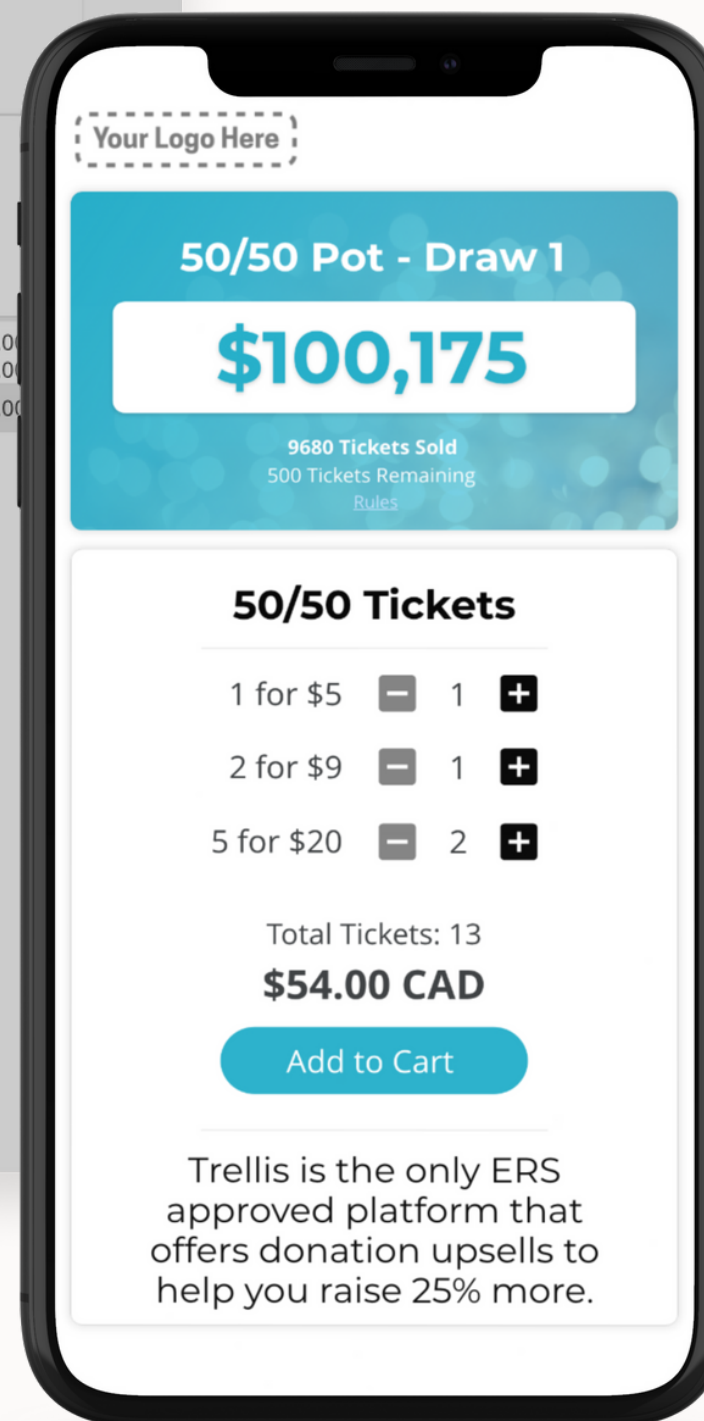 Your Logo Here
50/50 Pot - Draw 1
$100,175
9680 Tickets Sold
500 Tickets Remaining
Rules
50/50 Tickets
1 for $5 − 1 +
2 for $9 − 1 +
5 for $20 − 2 +
Total Tickets: 13
$54.00 CAD
Add to Cart
Trellis is the only ERS
approved platform that
offers donation upsells to
help you raise 25% more.